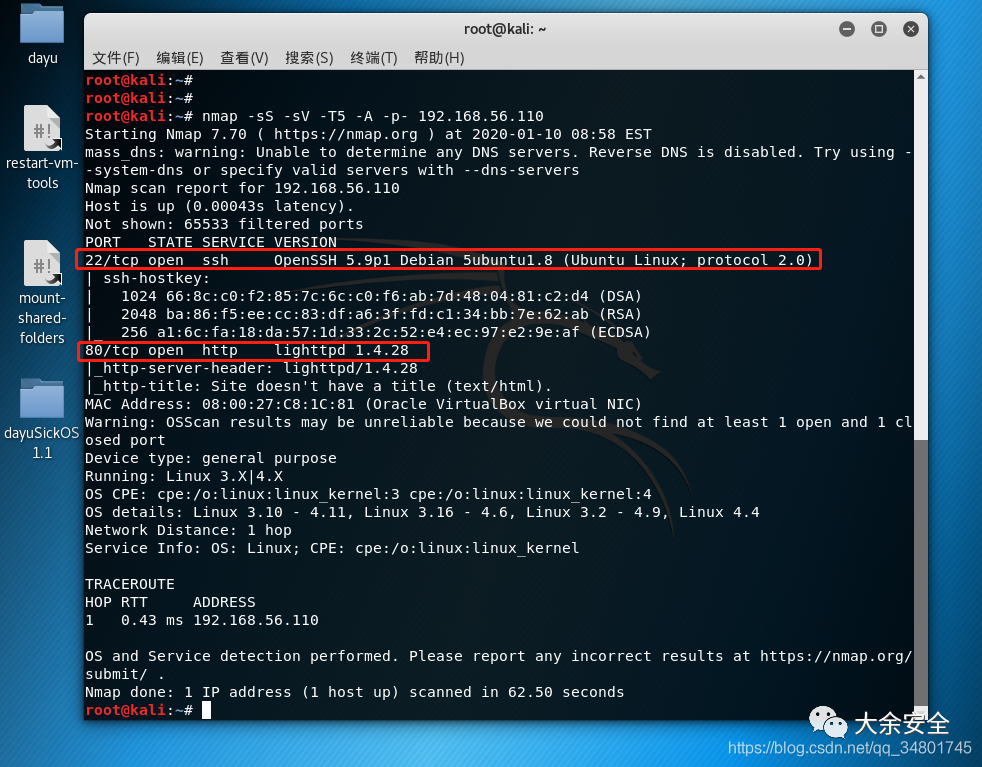 dayu
restart-vm-
tools
mount-
shared-
folders
dayuSickOS
1.1
root@kali: ~
文件(F) 编辑(E) 查看(V) 搜索(S) 终端(T) 帮助(H)
root@kali:~#
root@kali:~#
root@kali:~# nmap -sS -sV -T5 -A -p- 192.168.56.110
Starting Nmap 7.70 ( https://nmap.org ) at 2020-01-10 08:58 EST
mass_dns: warning: Unable to determine any DNS servers. Reverse DNS is disabled. Try using -
-system-dns or specify valid servers with --dns-servers
Nmap scan report for 192.168.56.110
Host is up (0.00043s latency).
Not shown: 65533 filtered ports
PORT   STATE SERVICE VERSION
22/tcp open  ssh     OpenSSH 5.9p1 Debian 5ubuntu1.8 (Ubuntu Linux; protocol 2.0)
| ssh-hostkey:
|   1024 66:8c:c0:f2:85:7c:6c:c0:f6:ab:7d:48:04:81:c2:d4 (DSA)
|   2048 ba:86:f5:ee:cc:83:df:a6:3f:fd:c1:34:bb:7e:62:ab (RSA)
|_  256 a1:6c:fa:18:da:57:1d:33:2c:52:e4:ec:97:e2:9e:af (ECDSA)
80/tcp open  http    lighttpd 1.4.28
|_http-server-header: lighttpd/1.4.28
|_http-title: Site doesn't have a title (text/html).
MAC Address: 08:00:27:C8:1C:81 (Oracle VirtualBox virtual NIC)
Warning: OSScan results may be unreliable because we could not find at least 1 open and 1 cl
osed port
Device type: general purpose
Running: Linux 3.X|4.X
OS CPE: cpe:/o:linux:linux_kernel:3 cpe:/o:linux:linux_kernel:4
OS details: Linux 3.10 - 4.11, Linux 3.16 - 4.6, Linux 3.2 - 4.9, Linux 4.4
Network Distance: 1 hop
Service Info: OS: Linux; CPE: cpe:/o:linux:linux_kernel
TRACEROUTE
HOP RTT     ADDRESS
1   0.43 ms 192.168.56.110
OS and Service detection performed. Please report any incorrect results at https://nmap.org/
submit/ .
Nmap done: 1 IP address (1 host up) scanned in 62.50 seconds
root@kali:~#
大余安全
https://blog.csdn.net/qq_34801745